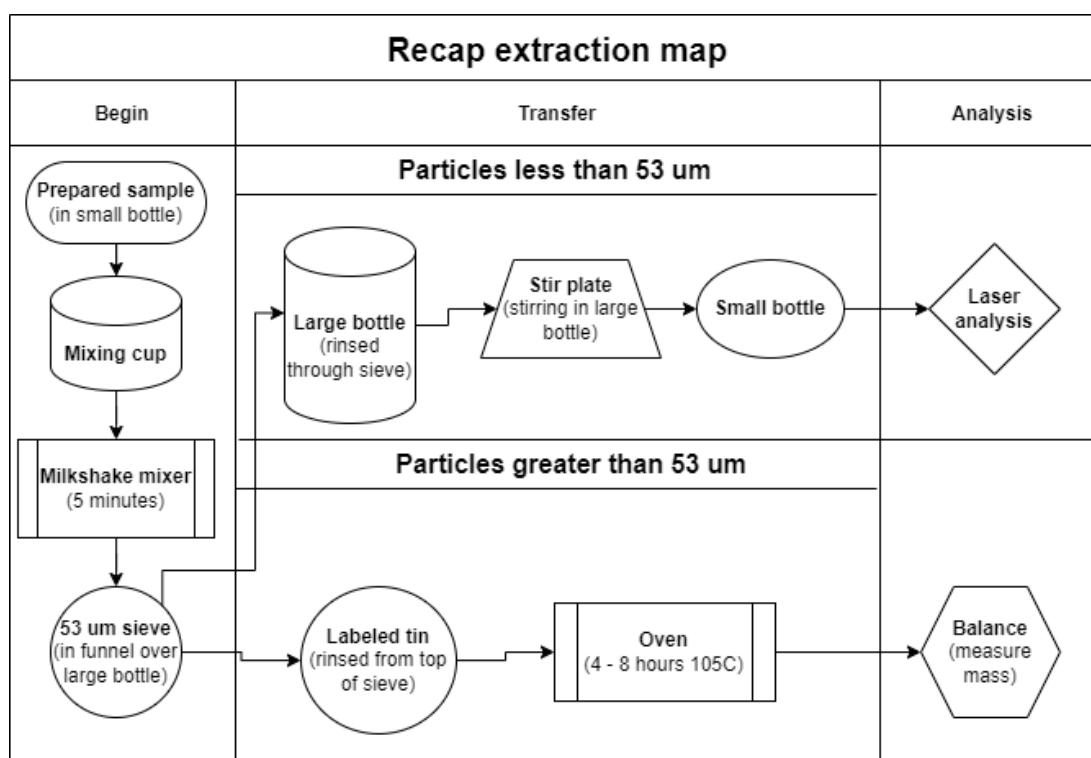 Recap extraction map
Begin
Transfer
Analysis
Prepared sample
(in small bottle)
Mixing cup
Milkshake mixer
(5 minutes)
53 um sieve
(in funnel over
large bottle)
Particles less than 53 um
Large bottle
(rinsed
through sieve)
Stir plate
(stirring in large
bottle)
Small bottle
Laser
analysis
Particles greater than 53 um
Labeled tin
(rinsed from top
of sieve)
Oven
(4 - 8 hours 105C)
Balance
(measure
mass)